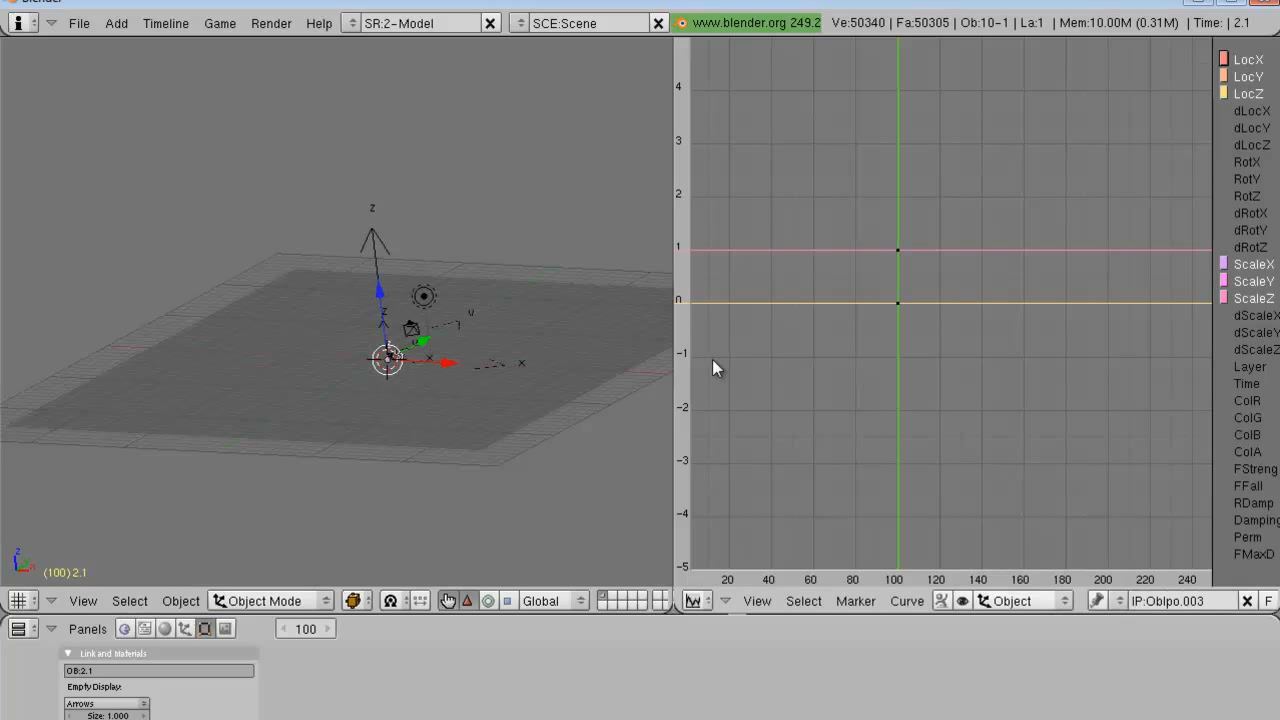 Blender
File Add Timeline Game Render Help SR:2-Model SCE:Scene www.blender.org 249.2 Ve:50340 | Fa:50305 | Ob:10-1 | La:1 | Mem:10.00M (0.31M) | Time: | 2.1
4
3
2
1
0
-1
-2
-3
-4
-5
20 40 60 80 100 120 140 160 180 200 220 240
LocX
LocY
LocZ
dLocX
dLocY
dLocZ
RotX
RotY
RotZ
dRotX
dRotY
dRotZ
ScaleX
ScaleY
ScaleZ
dScaleX
dScaleY
dScaleZ
Layer
Time
ColR
ColG
ColB
ColA
FStreng
FFall
RDamp
Damping
Perm
FMaxD
z
z
x
x
z
(100) 2.1
View Select Object Object Mode Global
View Select Marker Curve Object IP:ObIpo.003 F
Panels 100
Link and Materials
OB:2.1
Empty Display:
Arrows
Size: 1.000